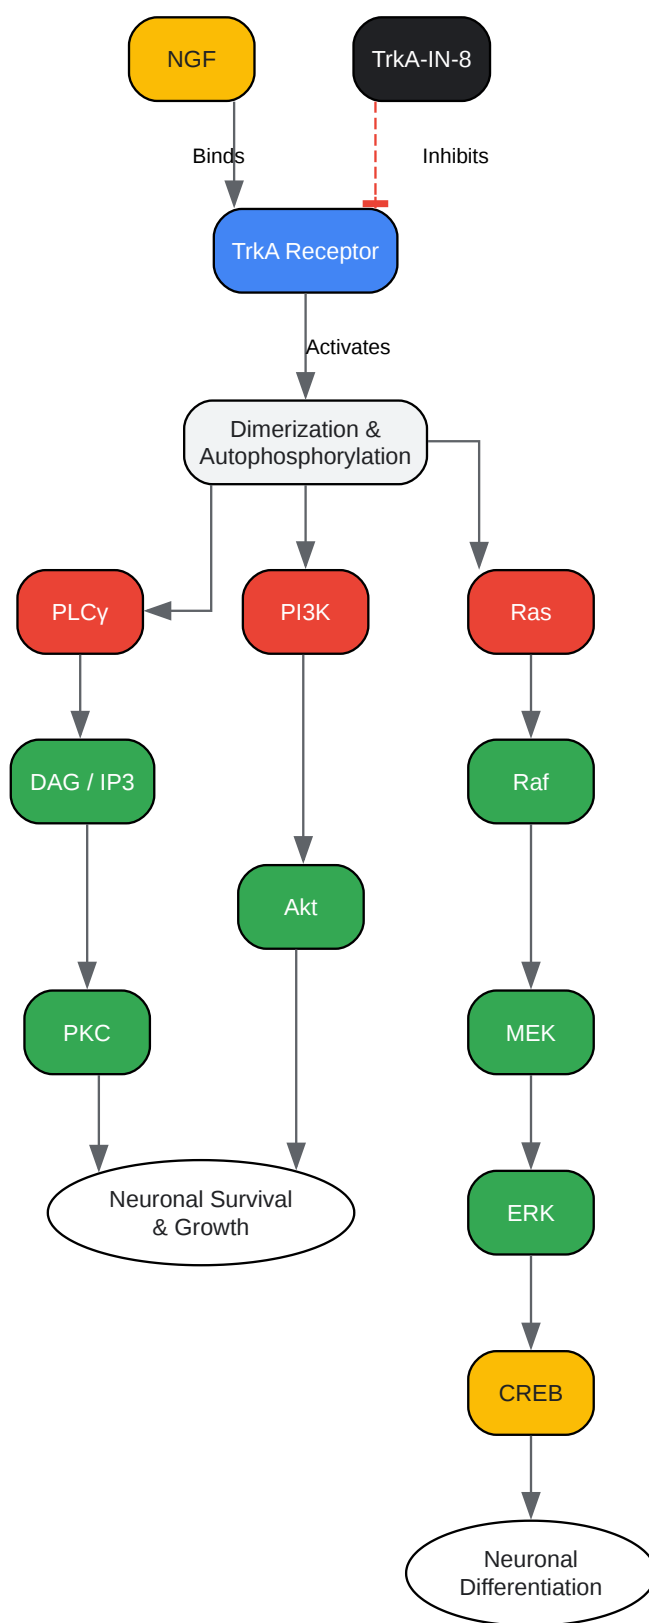 NGF
TrkA-IN-8
Binds
Inhibits
TrkA Receptor
Activates
Dimerization &
Autophosphorylation
PLCγ
PI3K
Ras
DAG / IP3
Raf
Akt
PKC
MEK
Neuronal Survival
& Growth
ERK
CREB
Neuronal
Differentiation